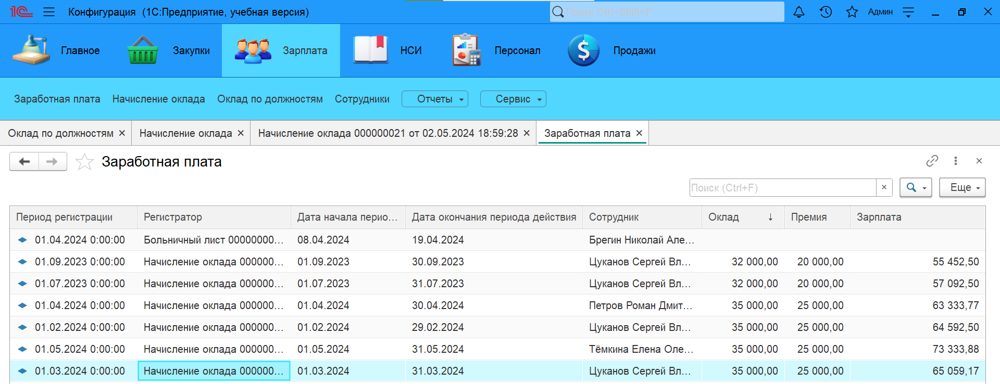 1С Конфигурация (1С:Предприятие, учебная версия) Поиск Ctrl+Shift+F Админ
Главное Закупки Зарплата НСИ Персонал Продажи
Заработная плата Начисление оклада Оклад по должностям Сотрудники Отчеты Сервис
Оклад по должностям × Начисление оклада × Начисление оклада 000000021 от 02.05.2024 18:59:28 × Заработная плата ×
Заработная плата
Поиск (Ctrl+F) × Еще
Период регистрации Регистратор Дата начала перио... Дата окончания периода действия Сотрудник Оклад ↓ Премия Зарплата
01.04.2024 0:00:00 Больничный лист 00000000... 08.04.2024 19.04.2024 Брегин Николай Але...
01.09.2023 0:00:00 Начисление оклада 000000... 01.09.2023 30.09.2023 Цуканов Сергей Вл... 32 000,00 20 000,00 55 452,50
01.07.2023 0:00:00 Начисление оклада 000000... 01.07.2023 31.07.2023 Цуканов Сергей Вл... 32 000,00 20 000,00 57 092,50
01.04.2024 0:00:00 Начисление оклада 000000... 01.04.2024 30.04.2024 Петров Роман Дмит... 35 000,00 25 000,00 63 333,77
01.02.2024 0:00:00 Начисление оклада 000000... 01.02.2024 29.02.2024 Цуканов Сергей Вл... 35 000,00 25 000,00 64 592,50
01.05.2024 0:00:00 Начисление оклада 000000... 01.05.2024 31.05.2024 Тёмкина Елена Оле... 35 000,00 25 000,00 73 333,88
01.03.2024 0:00:00 Начисление оклада 000000... 01.03.2024 31.03.2024 Цуканов Сергей Вл... 35 000,00 25 000,00 65 059,17